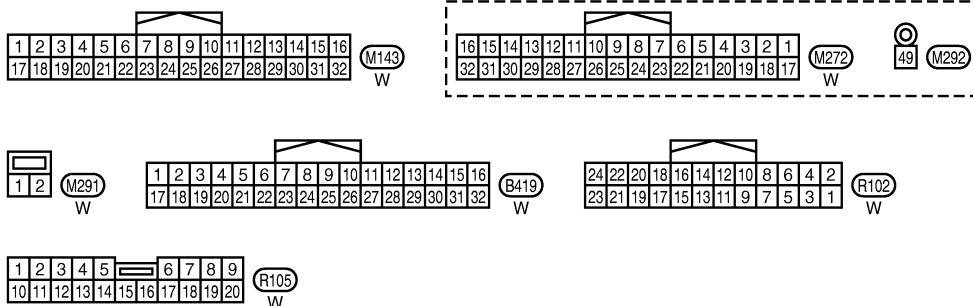 1 2 3 4 5 6 7 8 9 10 11 12 13 14 15 16
17 18 19 20 21 22 23 24 25 26 27 28 29 30 31 32
M143
W
16 15 14 13 12 11 10 9 8 7 6 5 4 3 2 1
32 31 30 29 28 27 26 25 24 23 22 21 20 19 18 17
M272
W
49
M292
1 2
M291
W
1 2 3 4 5 6 7 8 9 10 11 12 13 14 15 16
17 18 19 20 21 22 23 24 25 26 27 28 29 30 31 32
B419
W
24 22 20 18 16 14 12 10 8 6 4 2
23 21 19 17 15 13 11 9 7 5 3 1
R102
W
1 2 3 4 5 6 7 8 9
10 11 12 13 14 15 16 17 18 19 20
R105
W